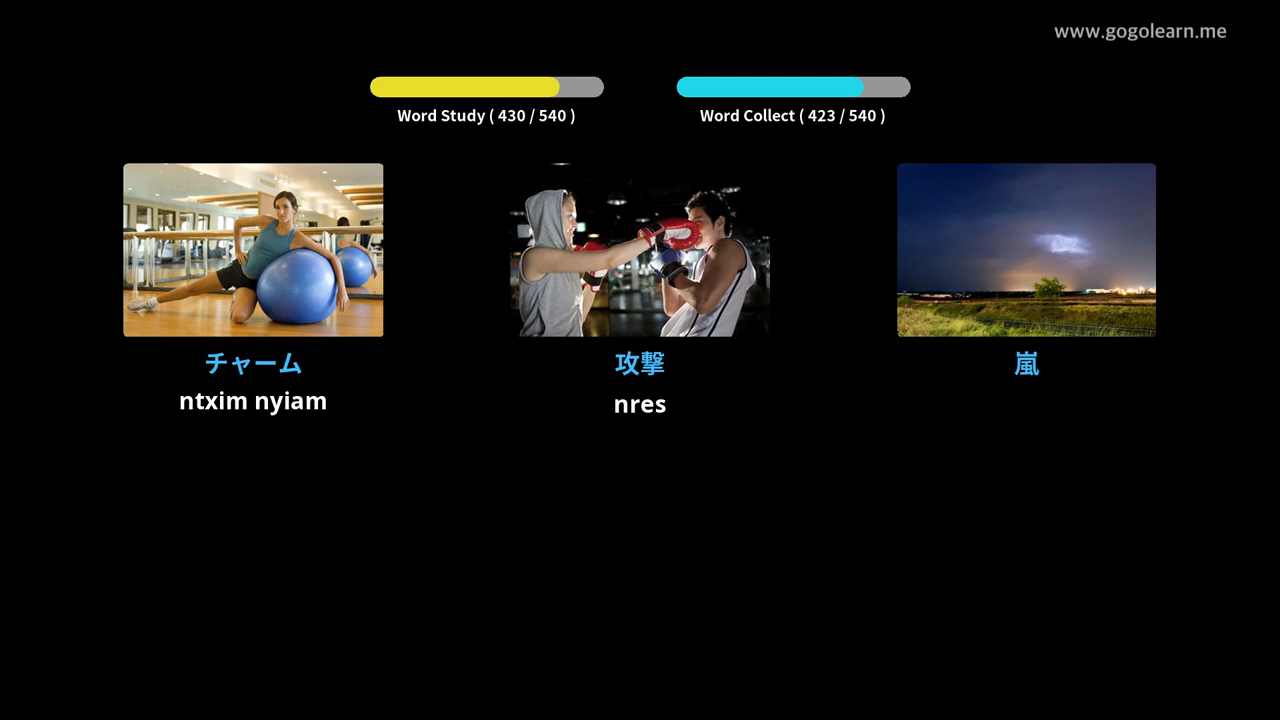 www.gogolearn.me
Word Study ( 430 / 540 )
Word Collect ( 423 / 540 )
チャーム
攻撃
嵐
ntxim nyiam
nres